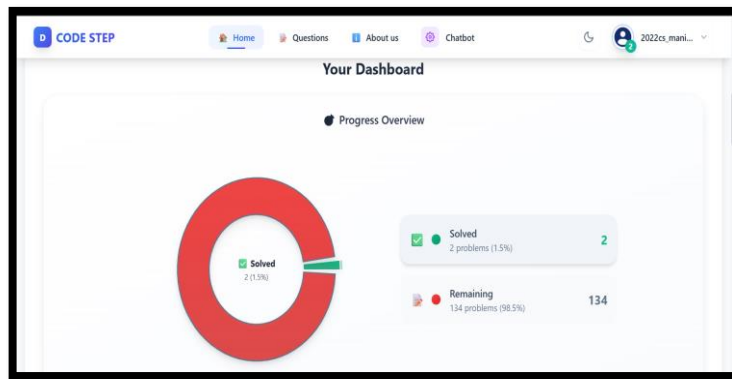 D CODE STEP Home Questions About us Chatbot 2022cs_mani...
2
Your Dashboard
Progress Overview
Solved
2 (1.5%)
Solved 2
2 problems (1.5%)
Remaining 134
134 problems (98.5%)